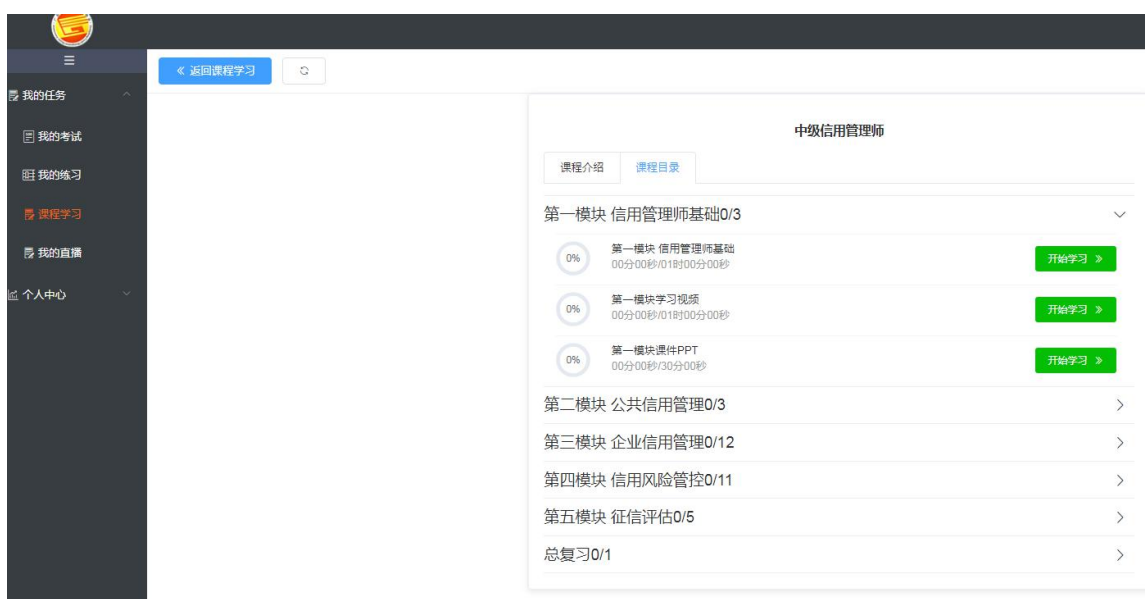 返回课程学习
我的任务
我的考试
我的练习
课程学习
我的直播
个人中心
中级信用管理师
课程介绍 课程目录
第一模块 信用管理师基础0/3
0% 第一模块 信用管理师基础 开始学习
00分00秒/01时00分00秒
0% 第一模块学习视频 开始学习
00分00秒/01时00分00秒
0% 第一模块课件PPT 开始学习
00分00秒/30分00秒
第二模块 公共信用管理0/3
第三模块 企业信用管理0/12
第四模块 信用风险管控0/11
第五模块 征信评估0/5
总复习0/1